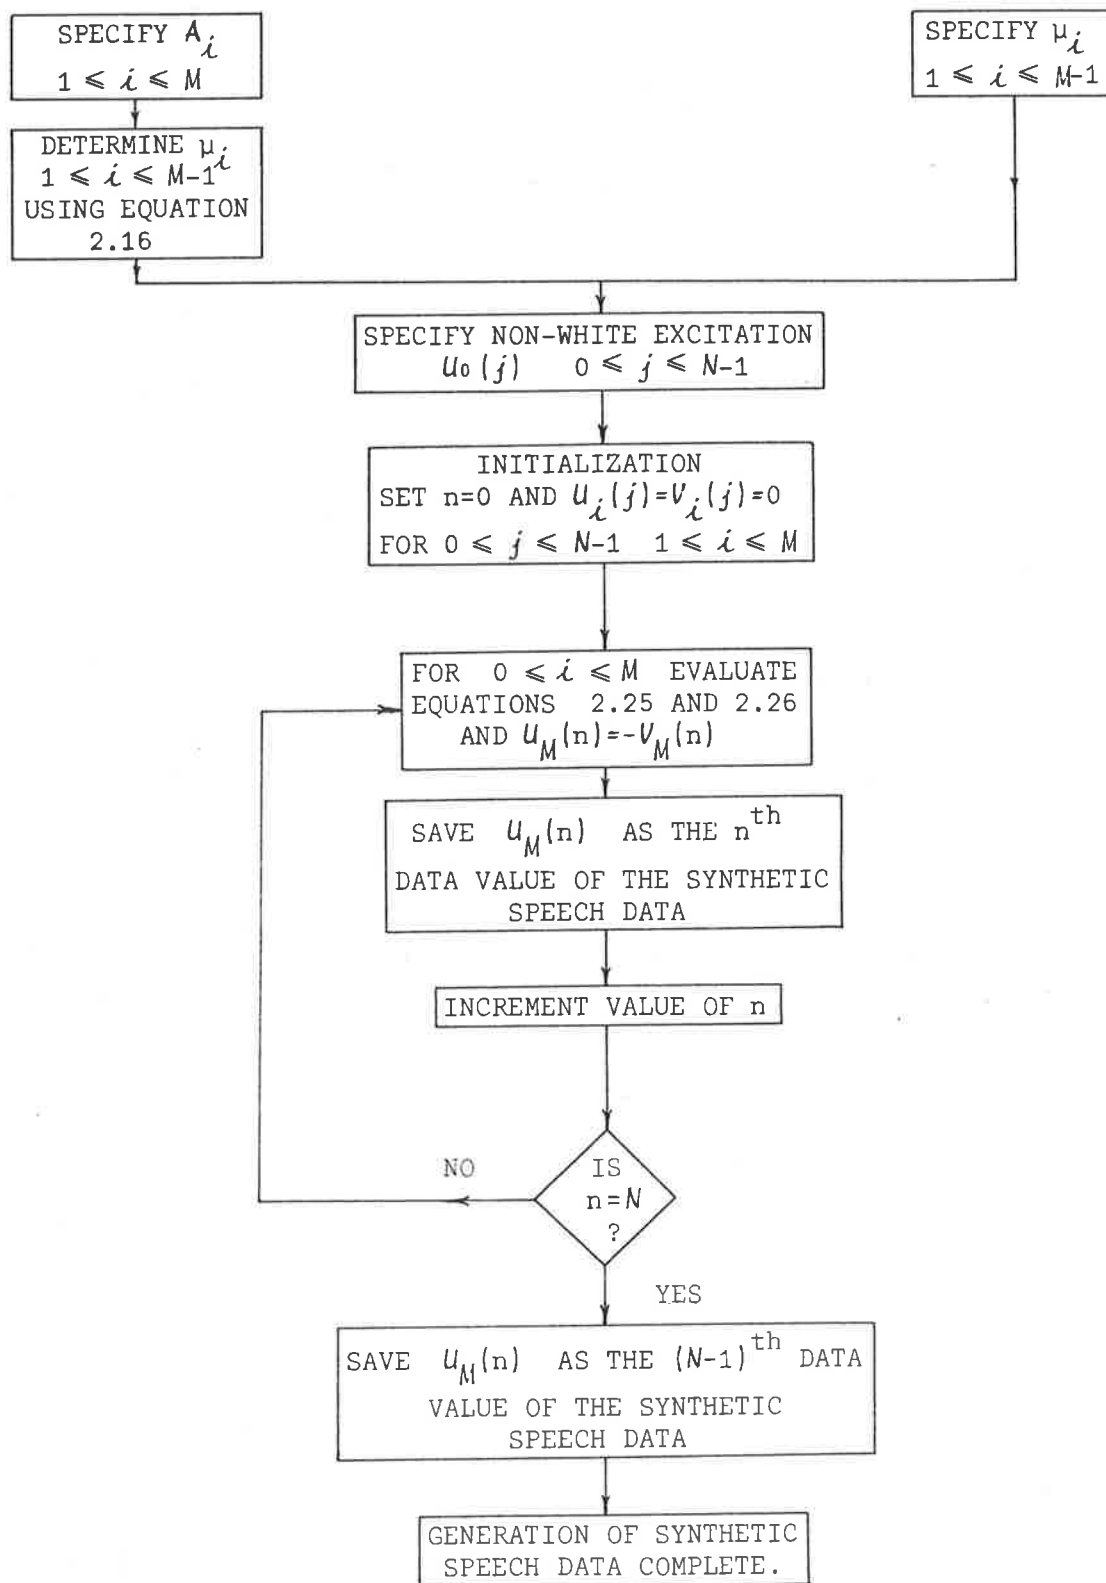 SPECIFY A_i
1 ⩽ i ⩽ M
SPECIFY μ_i
1 ⩽ i ⩽ M-1
DETERMINE μ_i
1 ⩽ i ⩽ M-1
USING EQUATION
2.16
SPECIFY NON-WHITE EXCITATION
u_0(j) 0 ⩽ j ⩽ N-1
INITIALIZATION
SET n=0 AND u_i(j)=v_i(j)=0
FOR 0 ⩽ j ⩽ N-1 1 ⩽ i ⩽ M
FOR 0 ⩽ i ⩽ M EVALUATE
EQUATIONS 2.25 AND 2.26
AND u_M(n)=-v_M(n)
SAVE u_M(n) AS THE n^th
DATA VALUE OF THE SYNTHETIC
SPEECH DATA
INCREMENT VALUE OF n
NO
IS
n=N
?
YES
SAVE u_M(n) AS THE (N-1)^th DATA
VALUE OF THE SYNTHETIC
SPEECH DATA
GENERATION OF SYNTHETIC
SPEECH DATA COMPLETE.